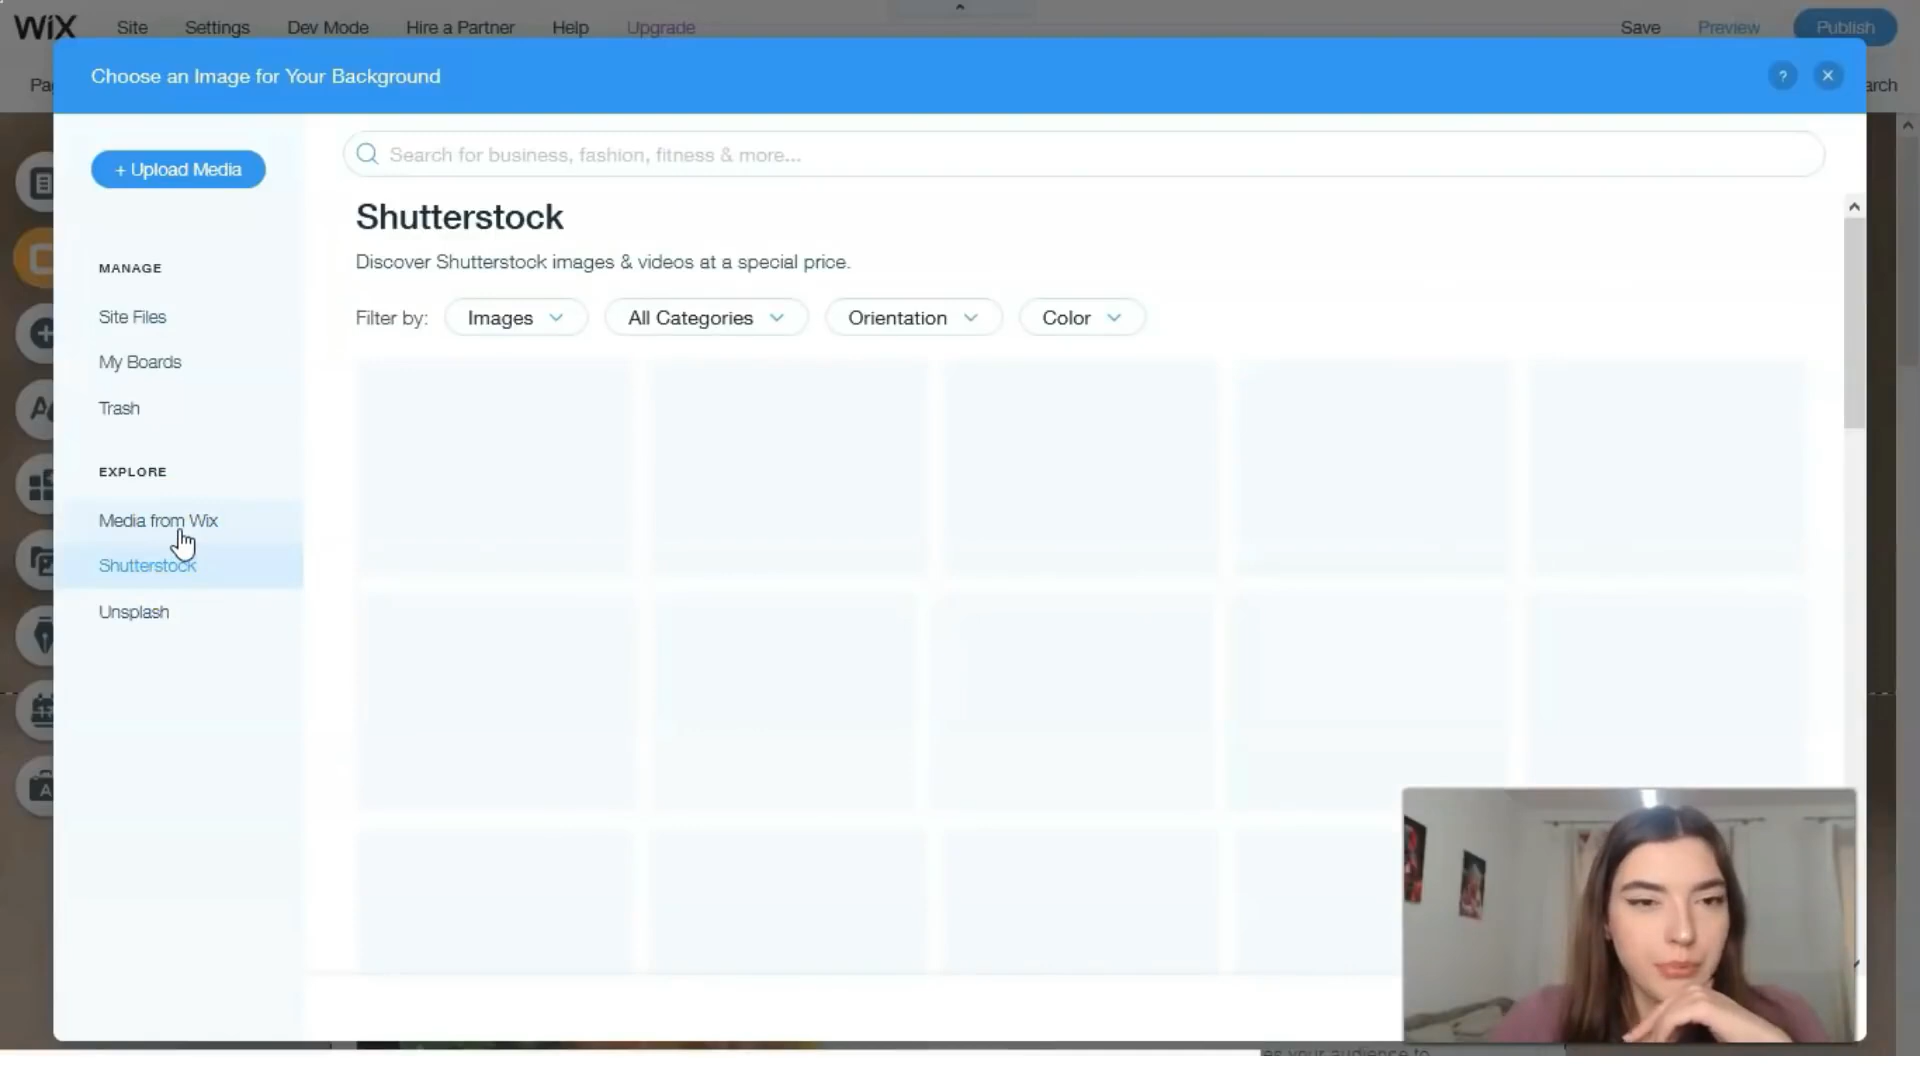 WiX Site Settings Dev Mode Hire a Partner Help Upgrade Save Preview Publish
Choose an Image for Your Background ?
+ Upload Media
Search for business, fashion, fitness & more...
Shutterstock
Discover Shutterstock images & videos at a special price.
MANAGE
Filter by: Images All Categories Orientation Color
Site Files
My Boards
Trash
EXPLORE
Media from Wix
Shutterstock
Unsplash